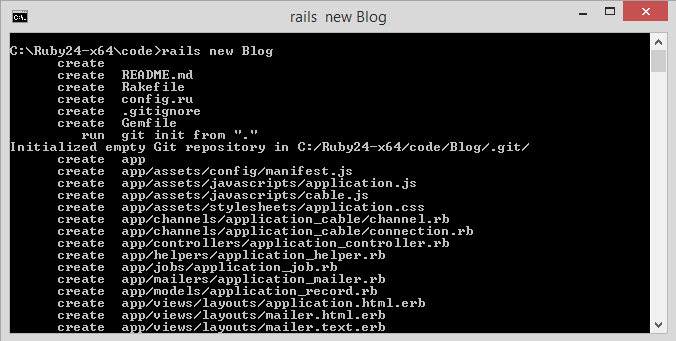 rails new Blog
C:\Ruby24-x64\code>rails new Blog
create
create README.md
create Rakefile
create config.ru
create .gitignore
create Gemfile
run git init from "."
Initialized empty Git repository in C:/Ruby24-x64/code/Blog/.git/
create app
create app/assets/config/manifest.js
create app/assets/javascripts/application.js
create app/assets/javascripts/cable.js
create app/assets/stylesheets/application.css
create app/channels/application_cable/channel.rb
create app/channels/application_cable/connection.rb
create app/controllers/application_controller.rb
create app/helpers/application_helper.rb
create app/jobs/application_job.rb
create app/mailers/application_mailer.rb
create app/models/application_record.rb
create app/views/layouts/application.html.erb
create app/views/layouts/mailer.html.erb
create app/views/layouts/mailer.text.erb